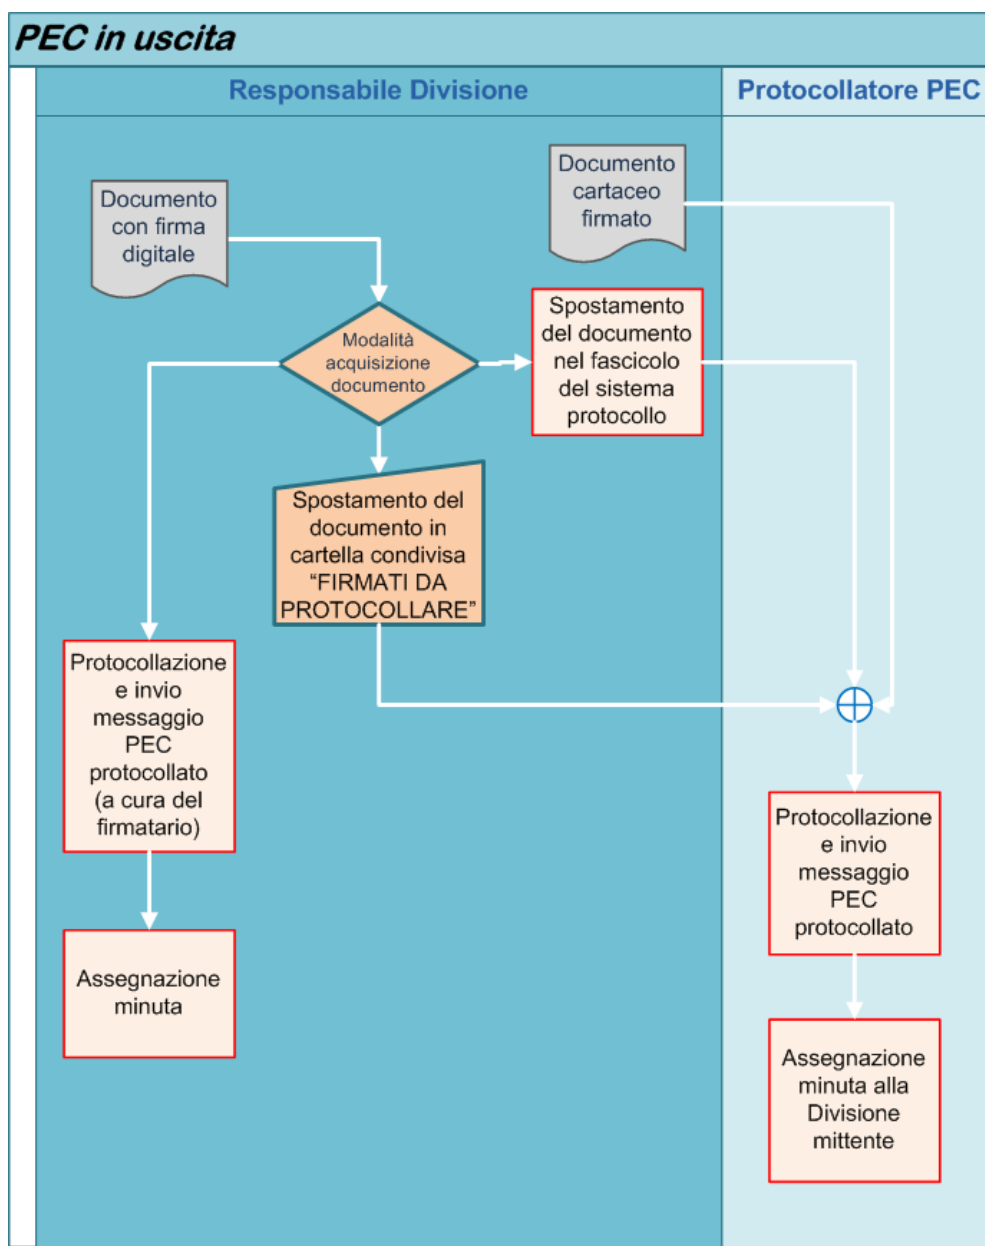 PEC in uscita
Responsabile Divisione
Protocollatore PEC
Documento
con firma
digitale
Documento
cartaceo
firmato
Modalità
acquisizione
documento
Spostamento
del documento
nel fascicolo
del sistema
protocollo
Spostamento del
documento in
cartella condivisa
“FIRMATI DA
PROTOCOLLARE”
Protocollazione
e invio
messaggio
PEC
protocollato
(a cura del
firmatario)
Assegnazione
minuta
Protocollazione
e invio
messaggio
PEC
protocollato
Assegnazione
minuta alla
Divisione
mittente